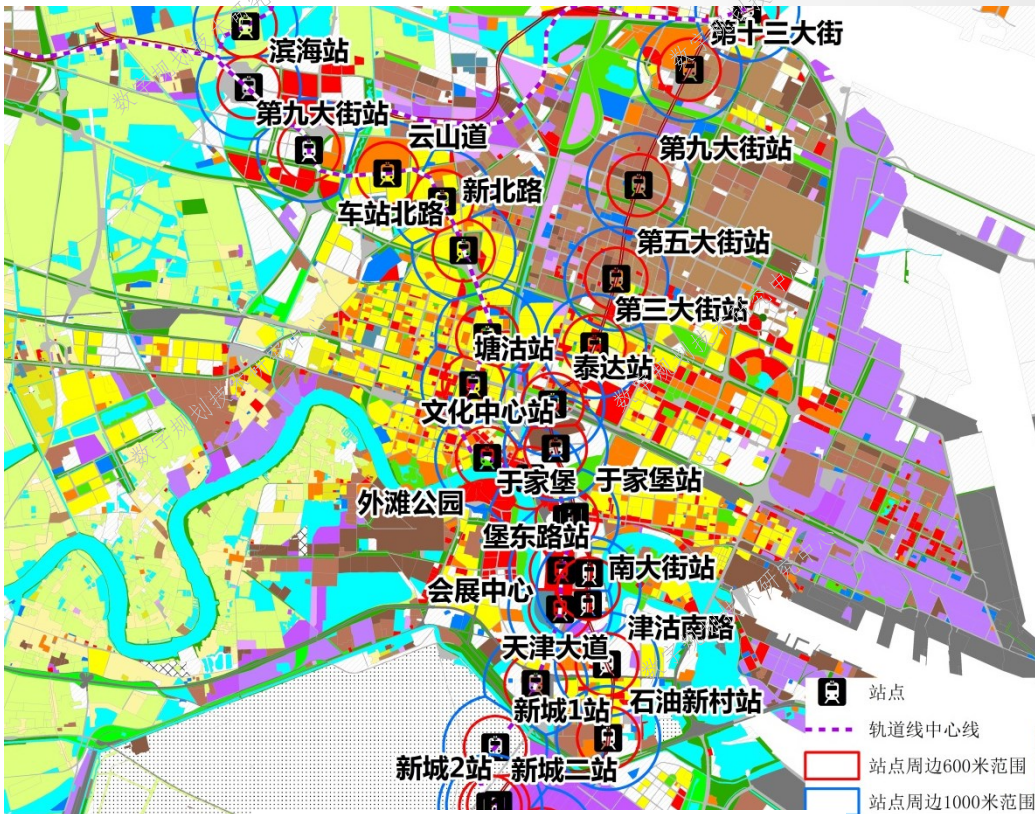 第十三大街
滨海站
第九大街站
云山道
第九大街站
新北路
车站北路
第五大街站
第三大街站
塘沽站
泰达站
文化中心站
于家堡
于家堡站
外滩公园
堡东路站
南大街站
会展中心
津沽南路
天津大道
石油新村站
新城1站
新城2站
新城二站
站点
轨道线中心线
站点周边600米范围
站点周边1000米范围